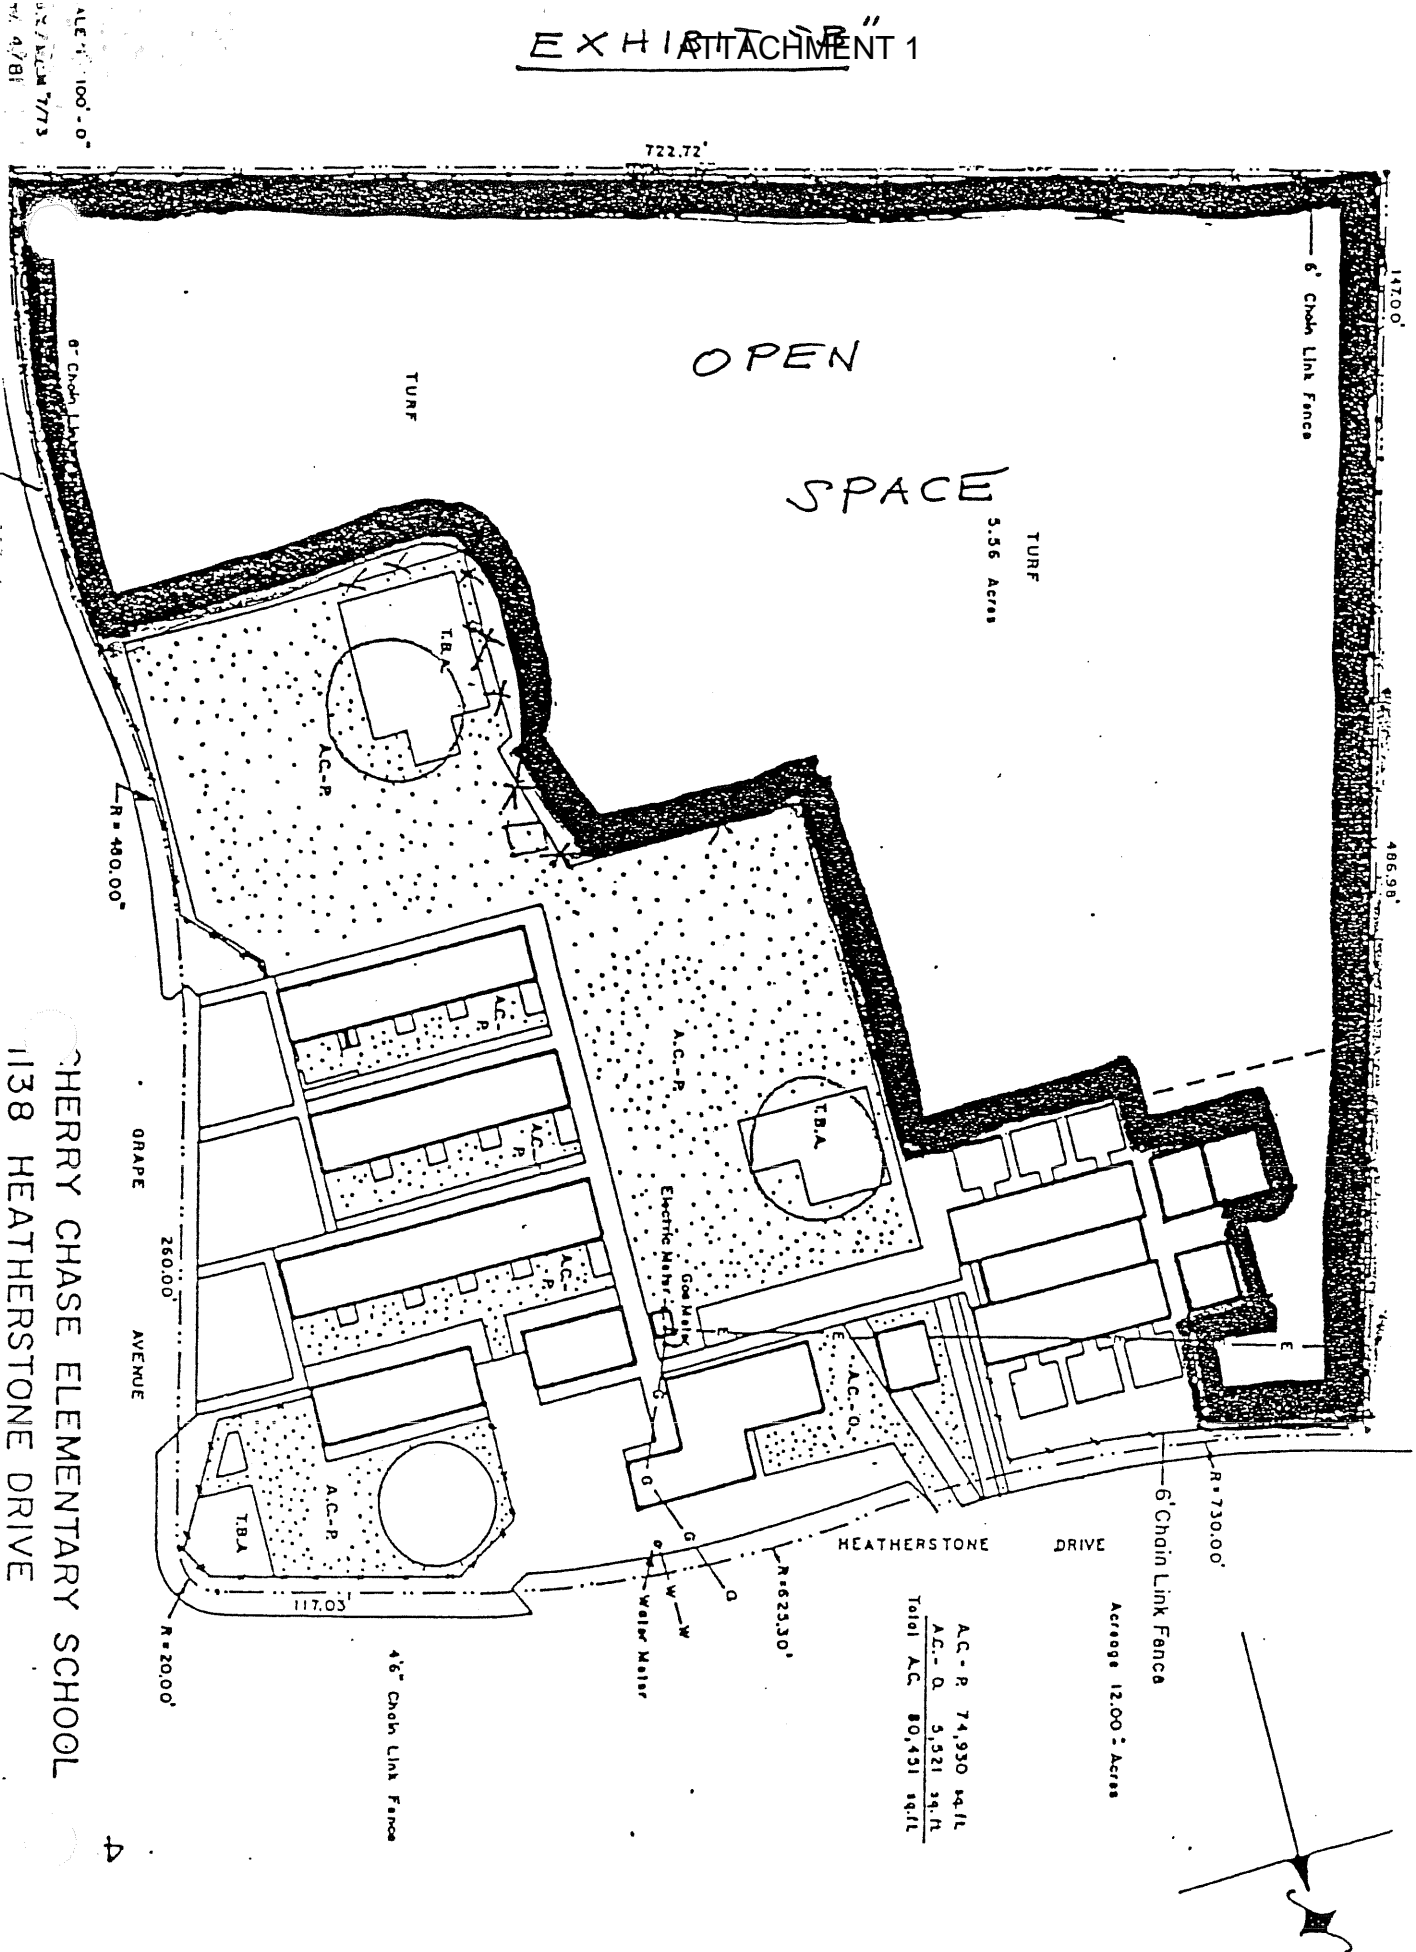 EXHIBIT "B"
ATTACHMENT 1
722.72'
147.00'
6' Chain Link Fence
OPEN
TURF
SPACE
TURF
5.56 Acres
486.98'
T.B.A.
A.C.-P.
R = 480.00'
A.C.-P.
A.C.-P.
T.B.A.
A.C.-P.
Electric Meter
Gas Meter
E
E
E
E
A.C.-P.
A.C.-O.
G
G
G
G
W
W
Water Meter
A.C.-P.
T.B.A.
GRAPE AVENUE
260.00'
117.03'
R = 20.00'
R = 625.30'
HEATHERSTONE DRIVE
R = 730.00'
6' Chain Link Fence
4'6" Chain Link Fence
Acreage 12.00 ± Acres
A.C.- P. 74,930 sq.ft.
A.C.- O. 5,521 sq.ft.
Total A.C. 80,451 sq.ft.
HERRY CHASE ELEMENTARY SCHOOL
1138 HEATHERSTONE DRIVE
4